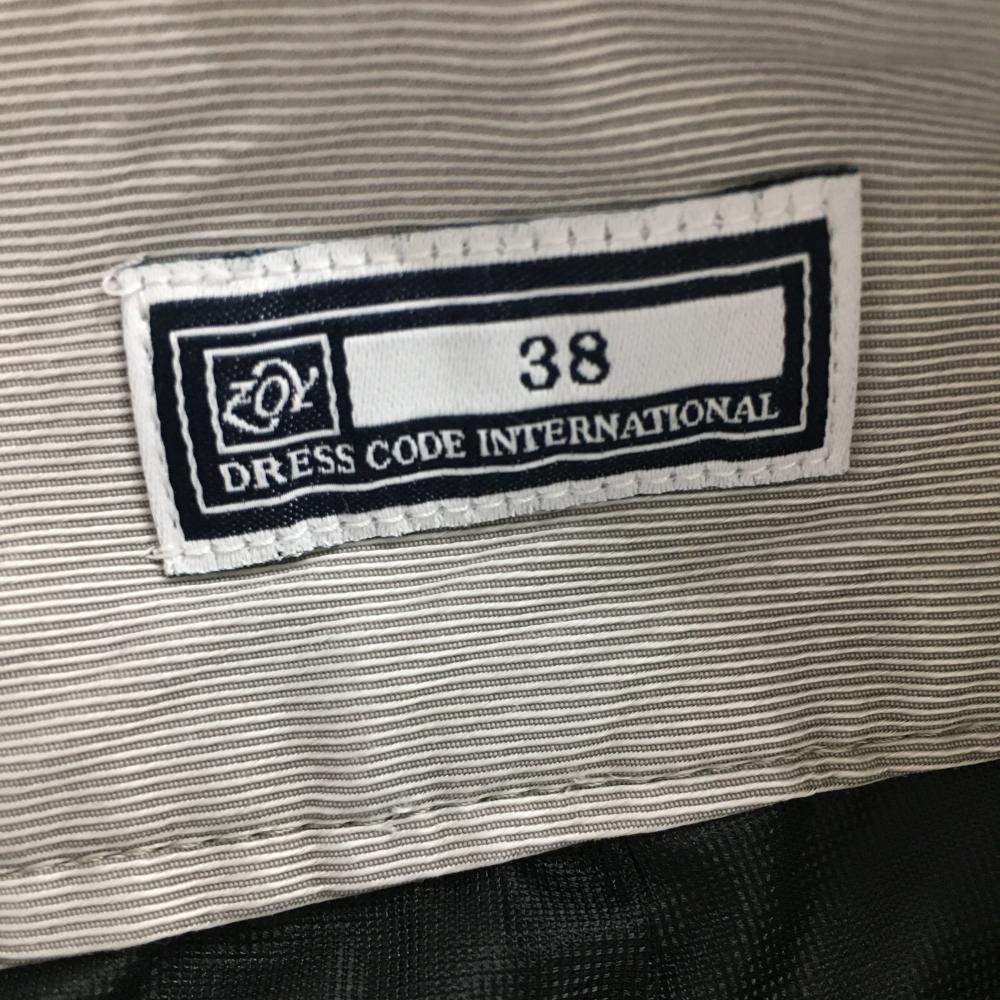 ZOY
38
DRESS CODE INTERNATIONAL